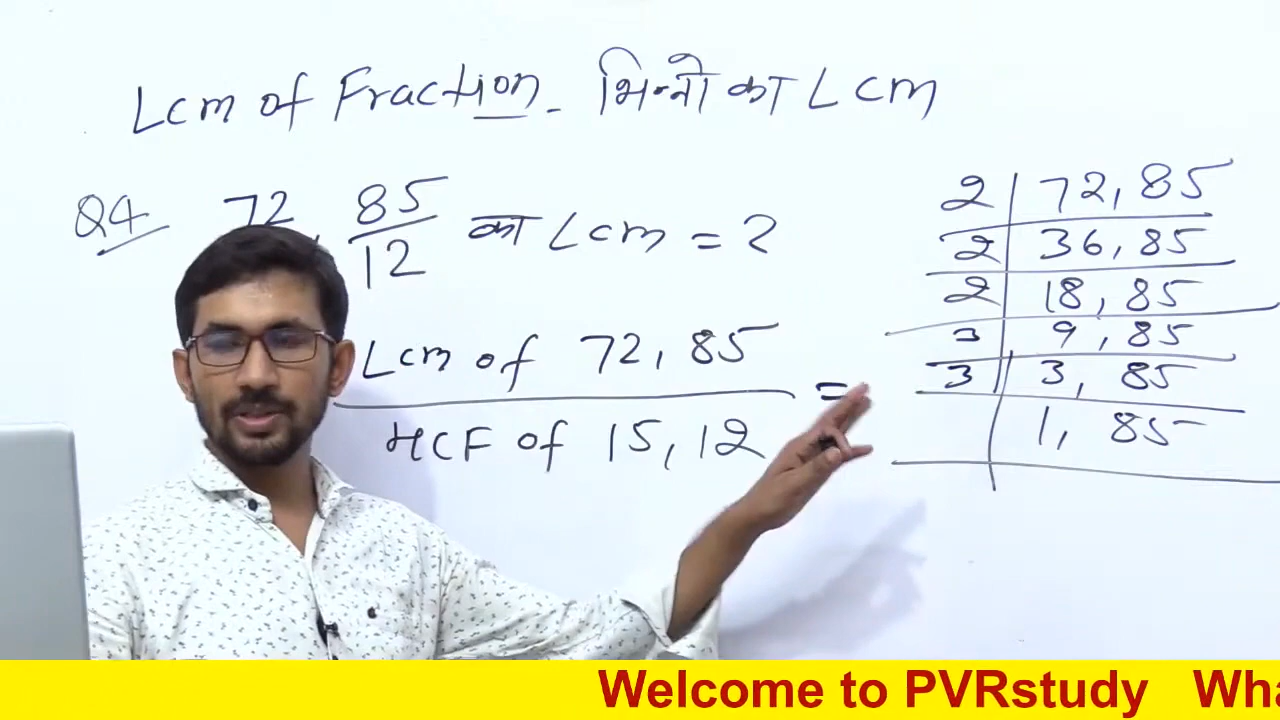 Lcm of Fraction - भिन्नो का Lcm
Q4 72, 85/12 का Lcm = ?
Lcm of 72, 85
HCF of 15, 12
=
2 | 72, 85
2 | 36, 85
2 | 18, 85
3 | 9, 85
3 | 3, 85
1, 85
Welcome to PVRstudy Wha